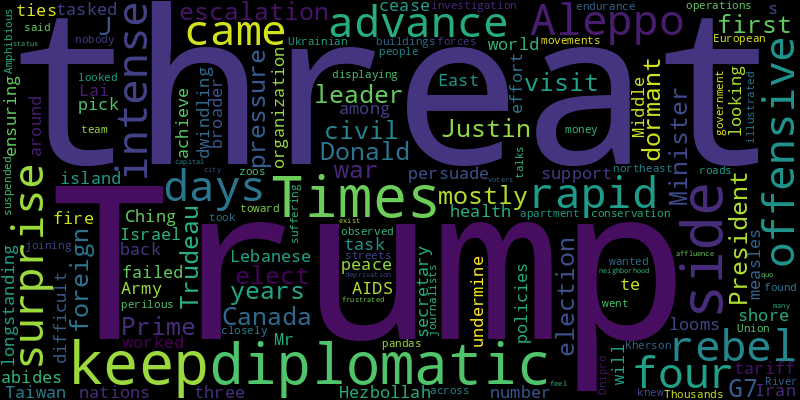 threat
Trump
Times
came
advance
Aleppo
escalation
ties
tasked
cease
investigation
endurance
operations
nobody
Ukrainian
buildings
forces
movements
European
first
s
J
said
status
Amphibious
looked
Lai
pick
team
ensuring
around
intense
achieve
dwindling
broader
pressure
organization
people
displaying
leader
among
world
effort
East
visit
Middle
dormant
government
looking
illustrated
offensive
civil
Justin
Donald
war
persuade
support
Minister
money
talks
northeast
roads
capital
city
zoos
voters
island
days
mostly
rapid
side
President
suspended
surprise
fire
Ching
took
toward
suffering
health
apartment
conservation
exist
observed
task
streets
peace
deprivation
AIDS
frustrated
secretary
journalists
undermine
wanted
neighborhood
te
went
affluence
measles
quo
found
many
longstanding
joining
difficult
foreign
Israel
back
failed
Army
perilous
Trudeau
elect
years
Lebanese
Canada
closely
Mr
pandas
policies
election
looms
shore
Prime
worked
keep
diplomatic
four
rebel
will
Kherson
Union
River
tariff
G7
Iran
abides
Taiwan
nations
three
Hezbollah
across
number
feel
Dnipro
knew
Thousands